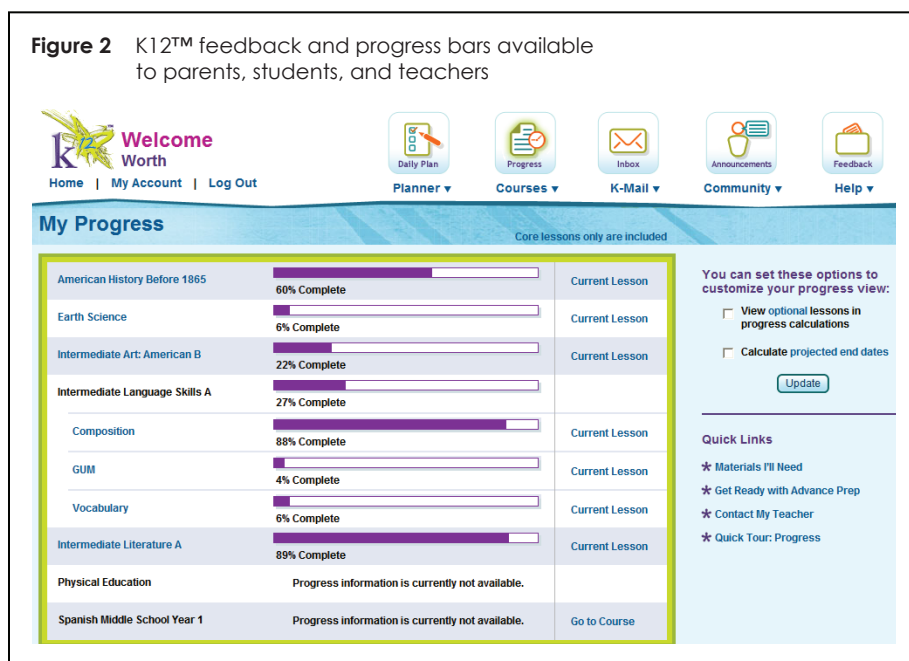 Figure 2 K12™ feedback and progress bars available
to parents, students, and teachers
k12™
Welcome
Worth
Home | My Account | Log Out
Daily Plan
Planner ▾
Progress
Courses ▾
Inbox
K-Mail ▾
Announcements
Community ▾
Feedback
Help ▾
My Progress
Core lessons only are included
American History Before 1865
60% Complete
Current Lesson
Earth Science
6% Complete
Current Lesson
Intermediate Art: American B
22% Complete
Current Lesson
Intermediate Language Skills A
27% Complete
Composition
88% Complete
Current Lesson
GUM
4% Complete
Current Lesson
Vocabulary
6% Complete
Current Lesson
Intermediate Literature A
89% Complete
Current Lesson
Physical Education
Progress information is currently not available.
Spanish Middle School Year 1
Progress information is currently not available.
Go to Course
You can set these options to
customize your progress view:
View optional lessons in
progress calculations
Calculate projected end dates
Update
Quick Links
* Materials I'll Need
* Get Ready with Advance Prep
* Contact My Teacher
* Quick Tour: Progress